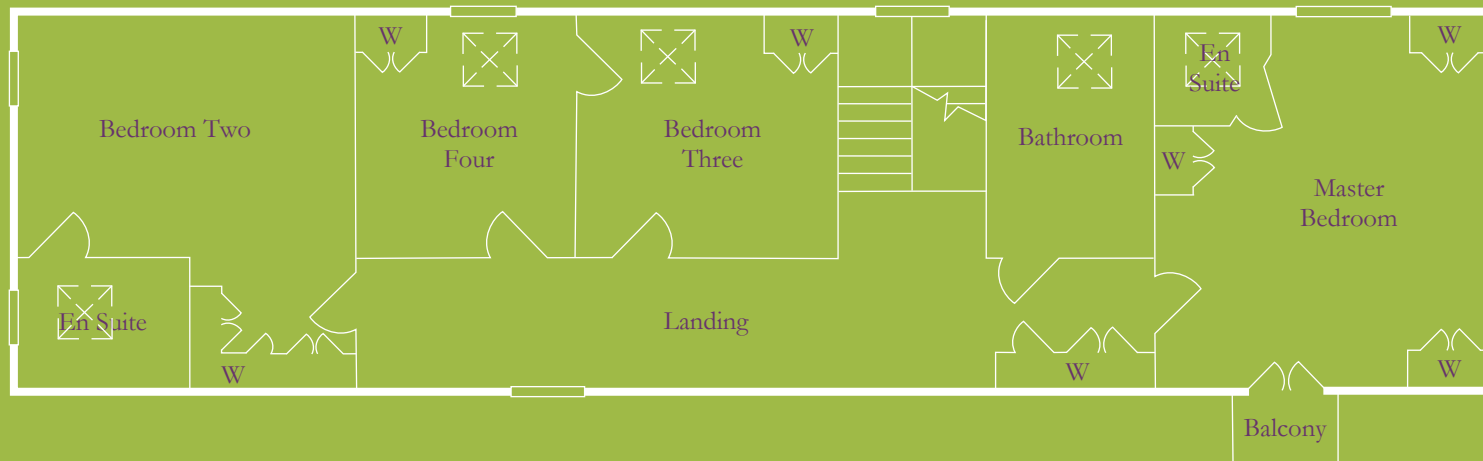 W
W
W
En
Suite
Bedroom Two
Bedroom
Four
Bedroom
Three
Bathroom
W
Master
Bedroom
En Suite
Landing
W
W
W
Balcony